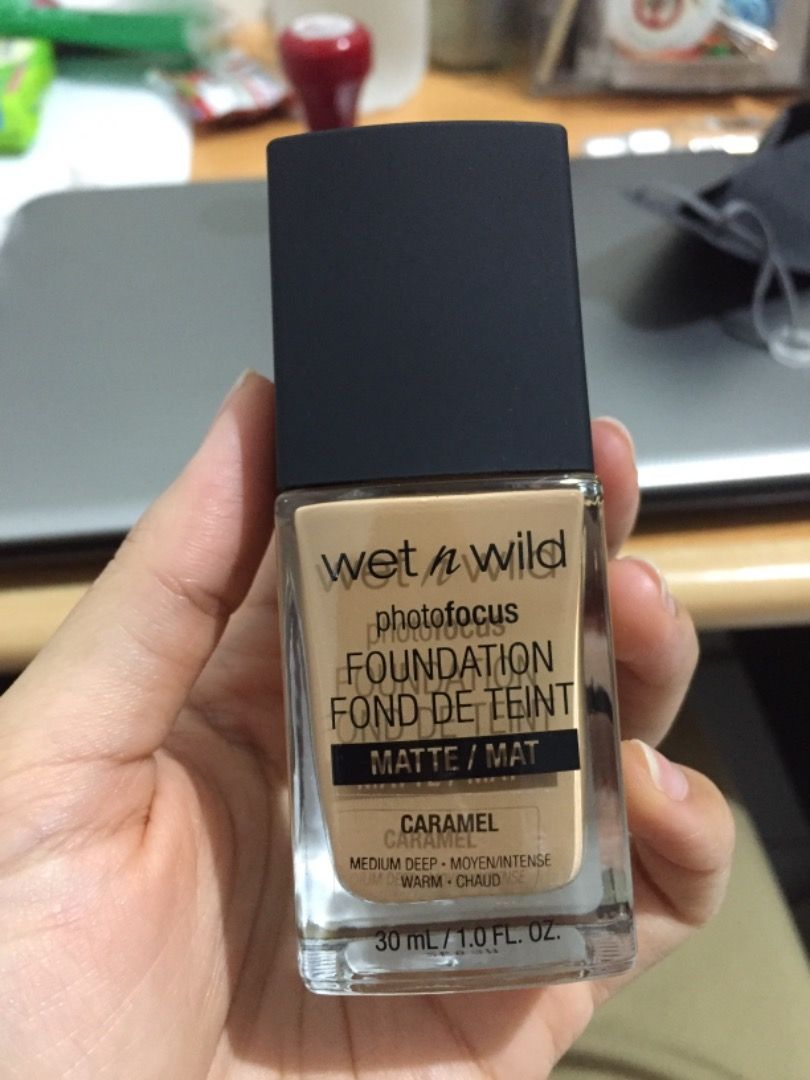 wet n wild
photofocus
FOUNDATION
FOND DE TEINT
MATTE / MAT
CARAMEL
MEDIUM DEEP • MOYEN/INTENSE
WARM • CHAUD
30 mL / 1.0 FL. OZ.